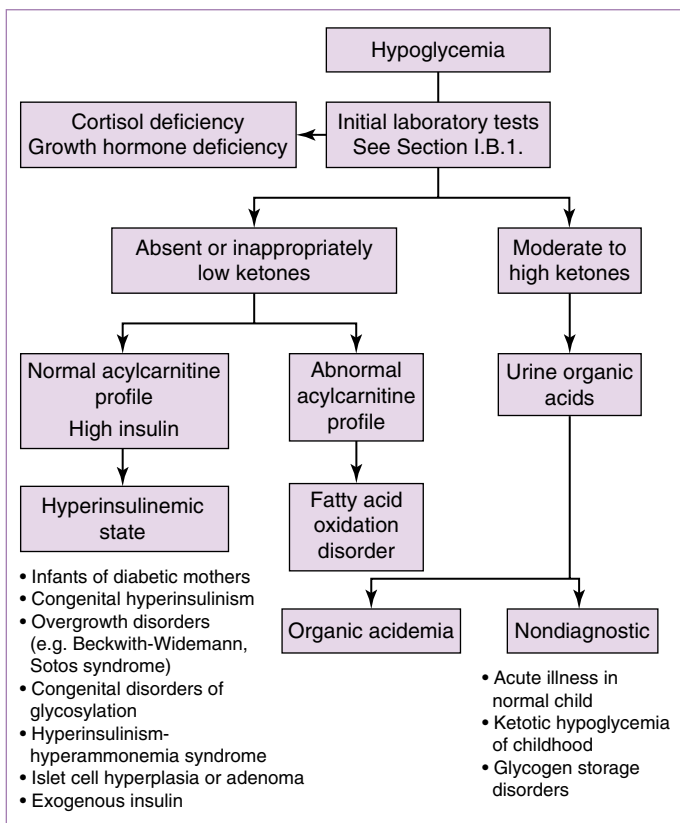 Hypoglycemia
Cortisol deficiency
Growth hormone deficiency
Initial laboratory tests
See Section I.B.1.
Absent or inappropriately
low ketones
Moderate to
high ketones
Normal acylcarnitine
profile
High insulin
Abnormal
acylcarnitine
profile
Urine organic
acids
Hyperinsulinemic
state
Fatty acid
oxidation
disorder
• Infants of diabetic mothers
• Congenital hyperinsulinism
• Overgrowth disorders
(e.g. Beckwith-Widemann,
Sotos syndrome)
• Congenital disorders of
glycosylation
• Hyperinsulinism-
hyperammonemia syndrome
• Islet cell hyperplasia or adenoma
• Exogenous insulin
Organic acidemia
Nondiagnostic
• Acute illness in
normal child
• Ketotic hypoglycemia
of childhood
• Glycogen storage
disorders